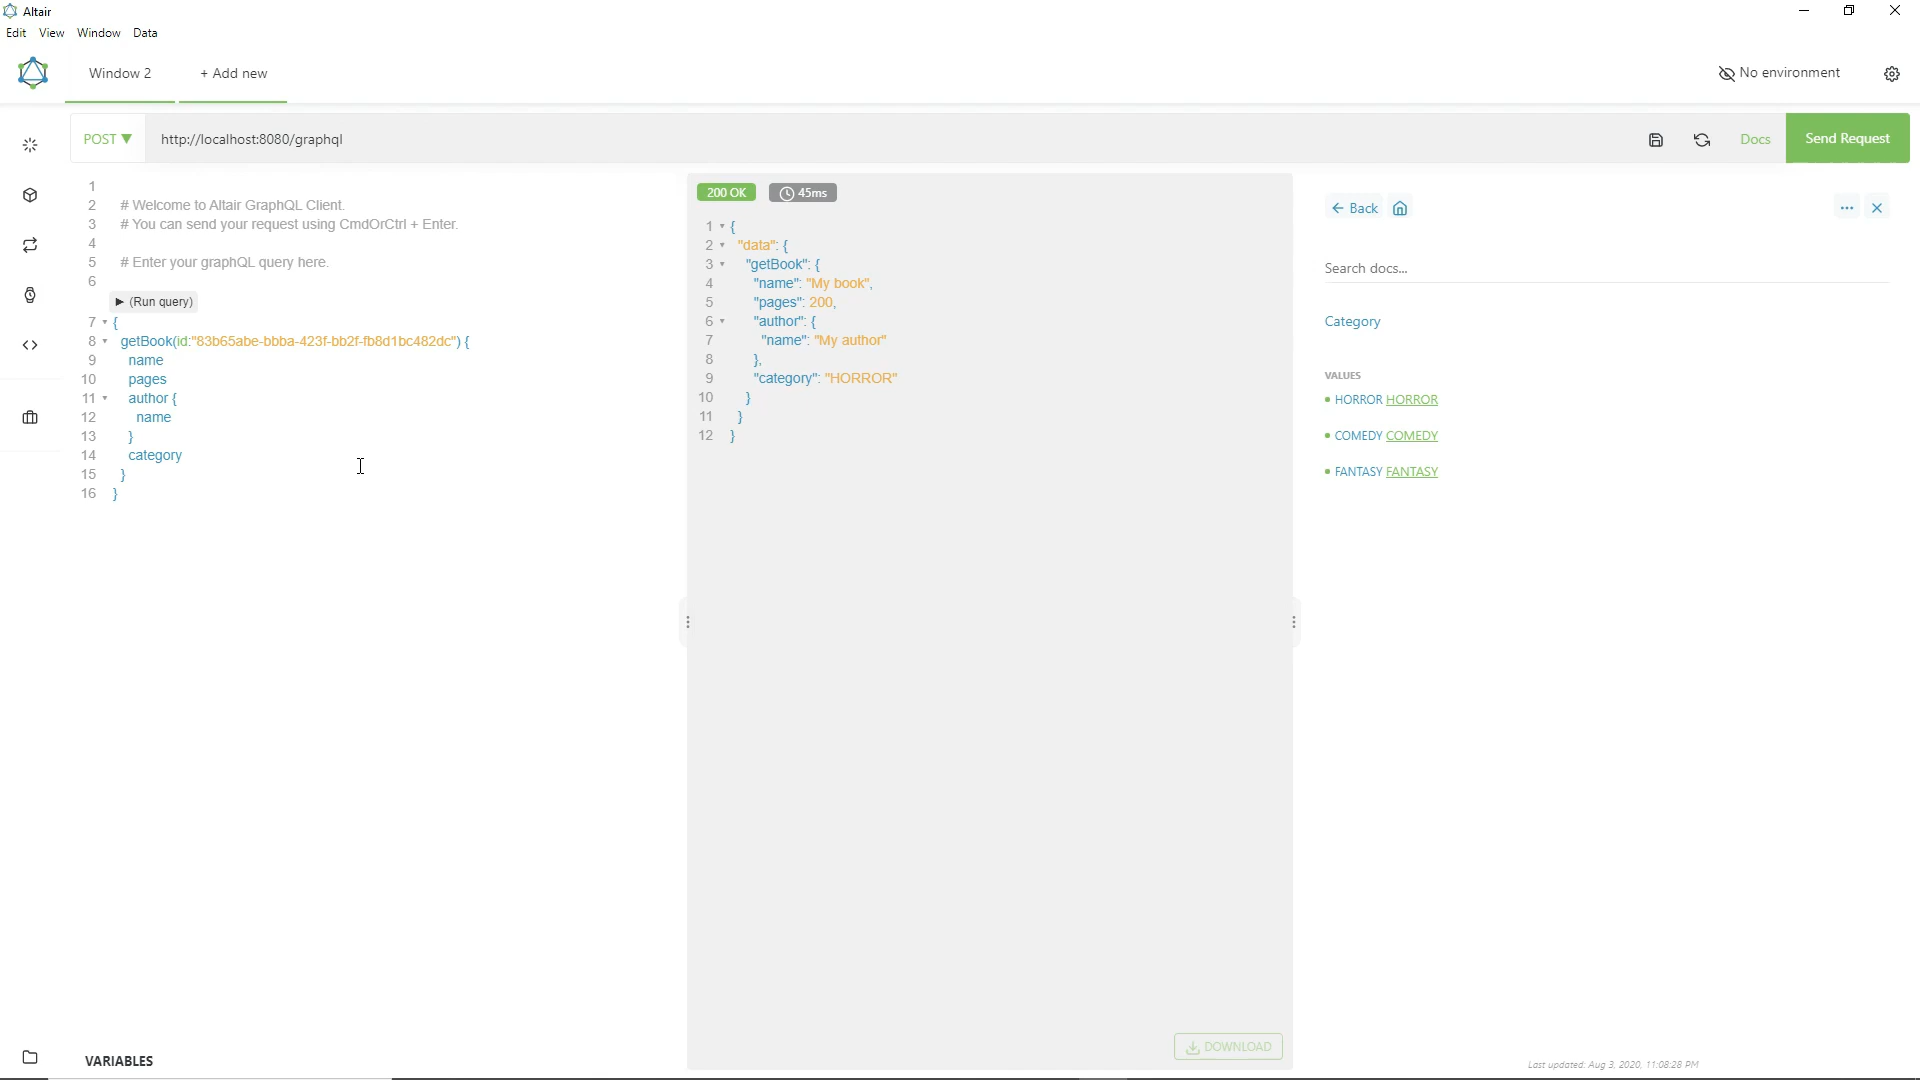 Altair
Edit View Window Data
Window 2 + Add new No environment
POST ▼ http://localhost:8080/graphql Docs Send Request
1
2 # Welcome to Altair GraphQL Client.
3 # You can send your request using CmdOrCtrl + Enter.
4
5 # Enter your graphQL query here.
6
▶ (Run query)
7 {
8 getBook(id:"83b65abe-bbba-423f-bb2f-fb8d1bc482dc") {
9 name
10 pages
11 author {
12 name
13 }
14 category
15 }
16 }
VARIABLES
200 OK 45ms
1 {
2 "data": {
3 "getBook": {
4 "name": "My book",
5 "pages": 200,
6 "author": {
7 "name": "My author"
8 },
9 "category": "HORROR"
10 }
11 }
12 }
DOWNLOAD
← Back
Search docs...
Category
VALUES
HORROR HORROR
COMEDY COMEDY
FANTASY FANTASY
Last updated: Aug 3, 2020, 11:08:28 PM